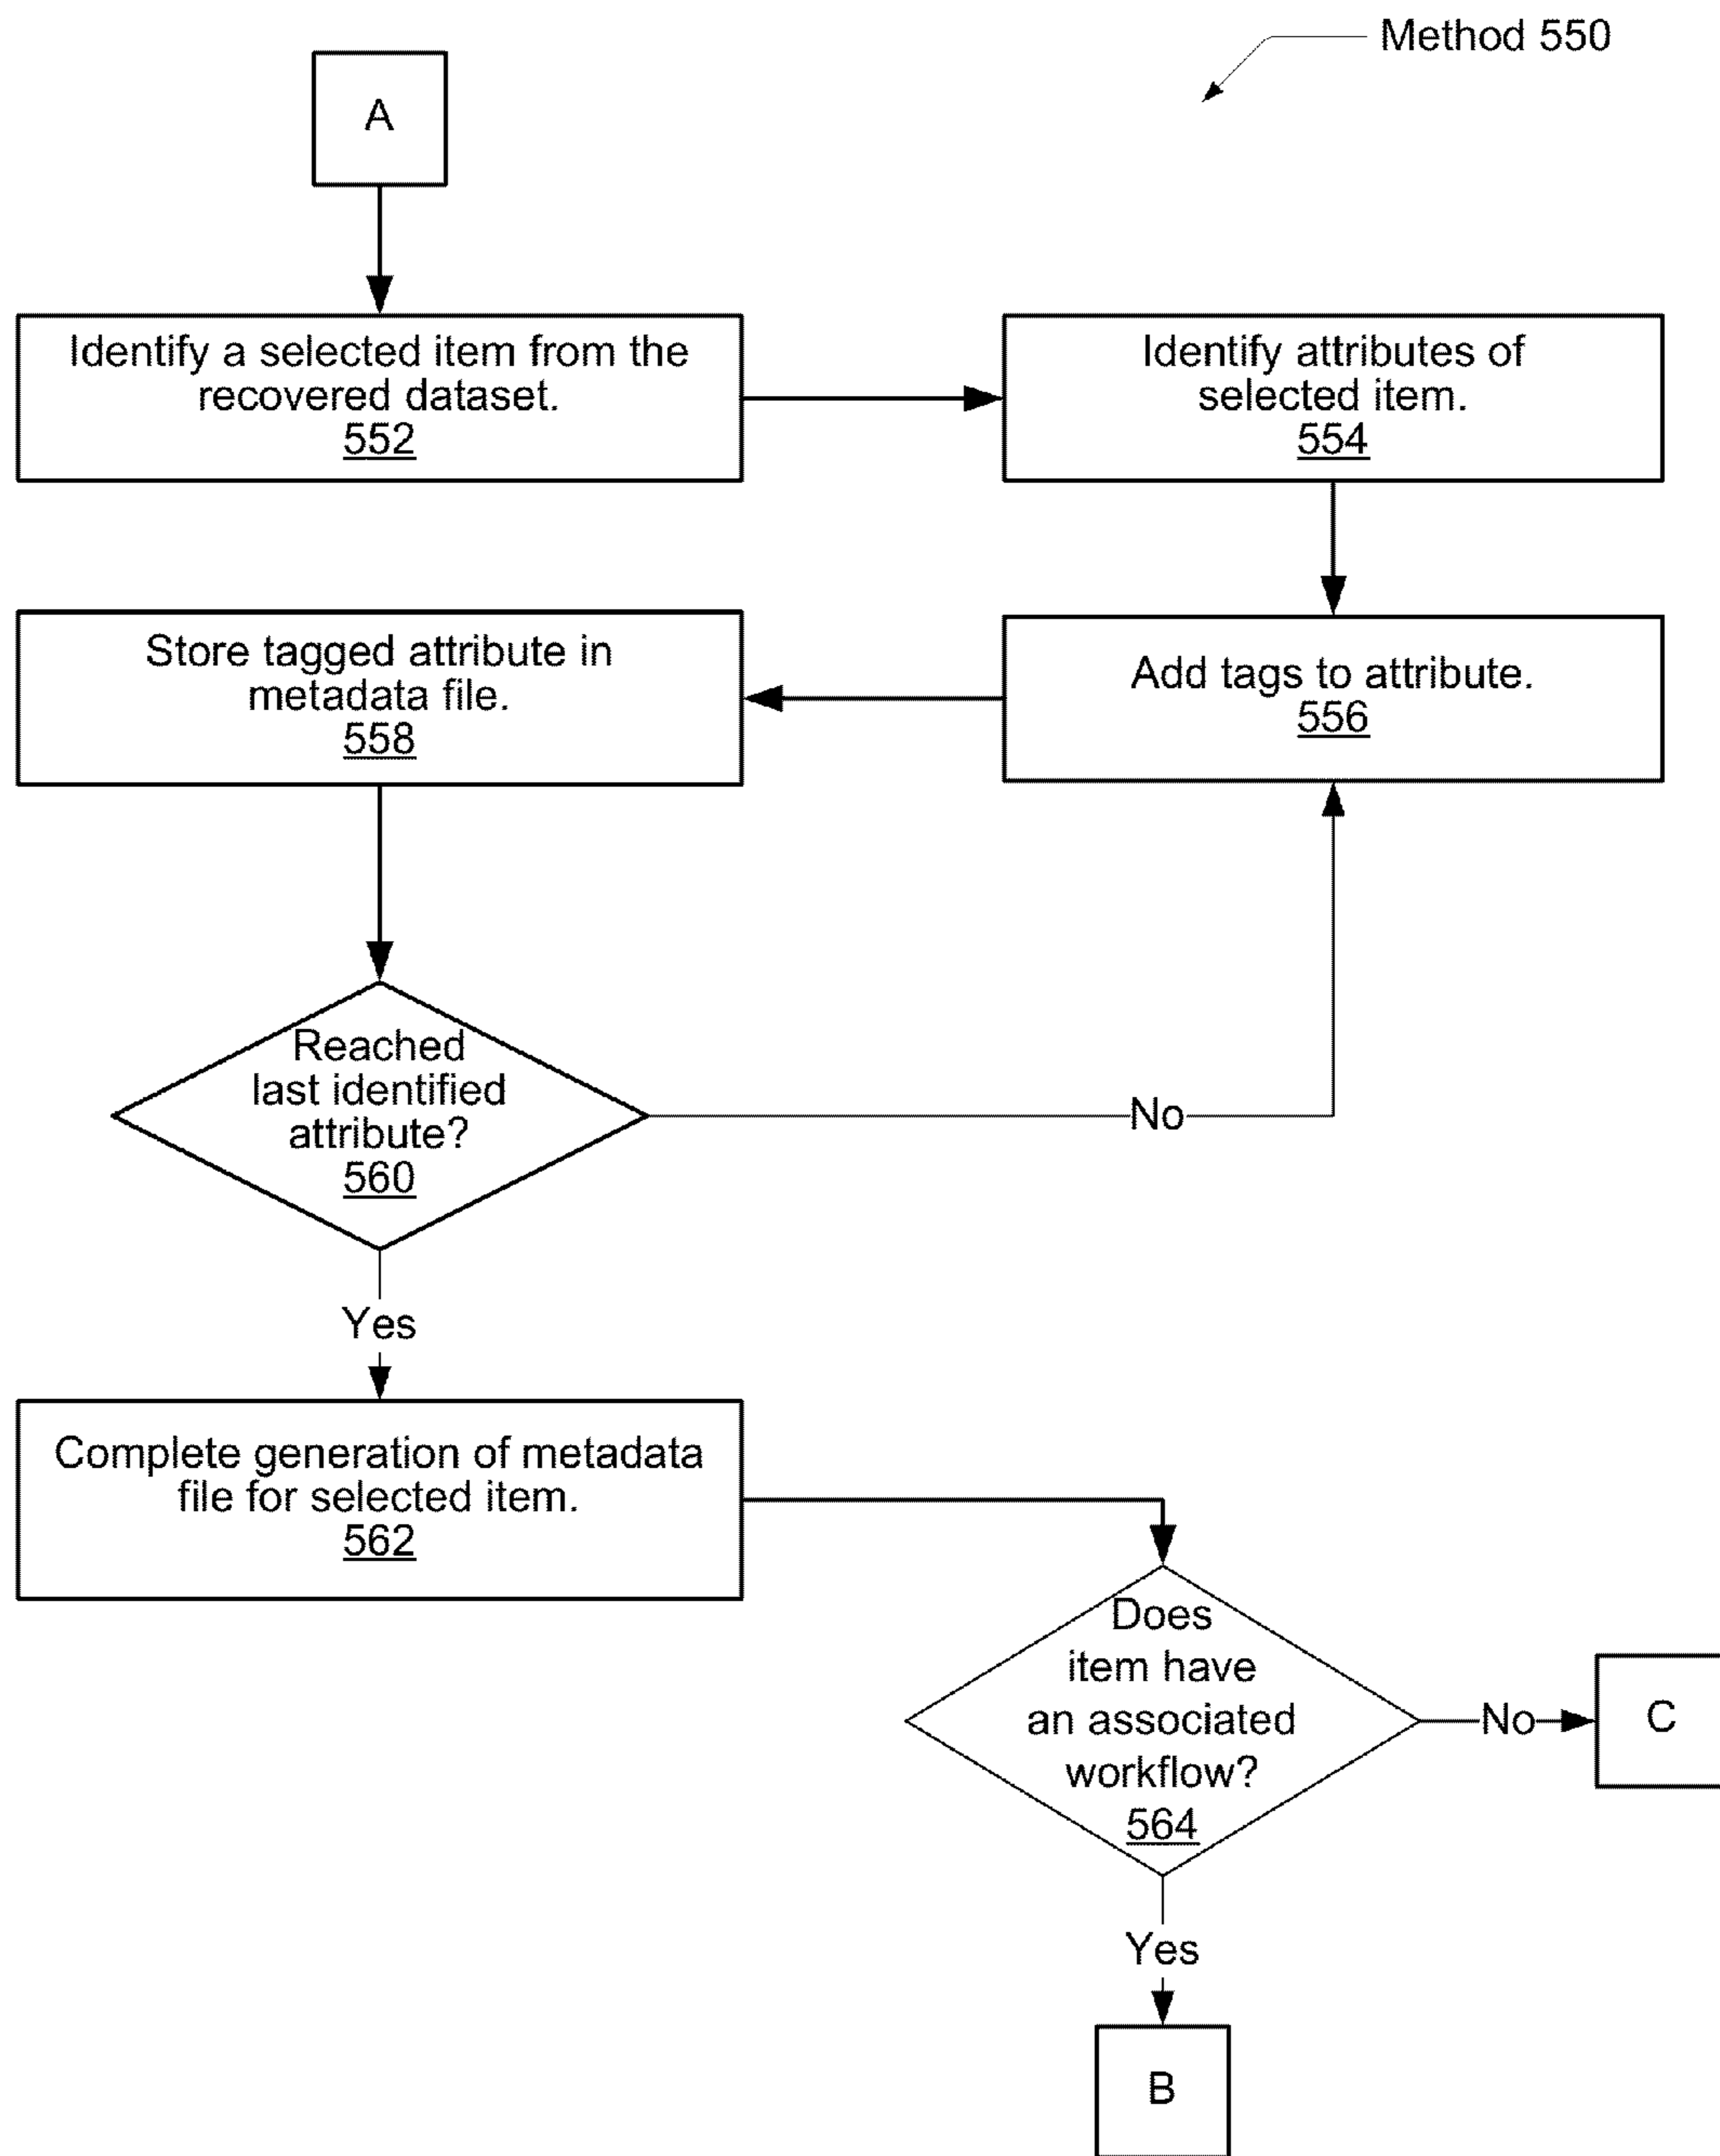 Method 550
A
Identify a selected item from the
recovered dataset.
552
Identify attributes of
selected item.
554
Store tagged attribute in
metadata file.
558
Add tags to attribute.
556
Reached
last identified
attribute?
560
No
Yes
Complete generation of metadata
file for selected item.
562
Does
item have
an associated
workflow?
564
No
C
Yes
B